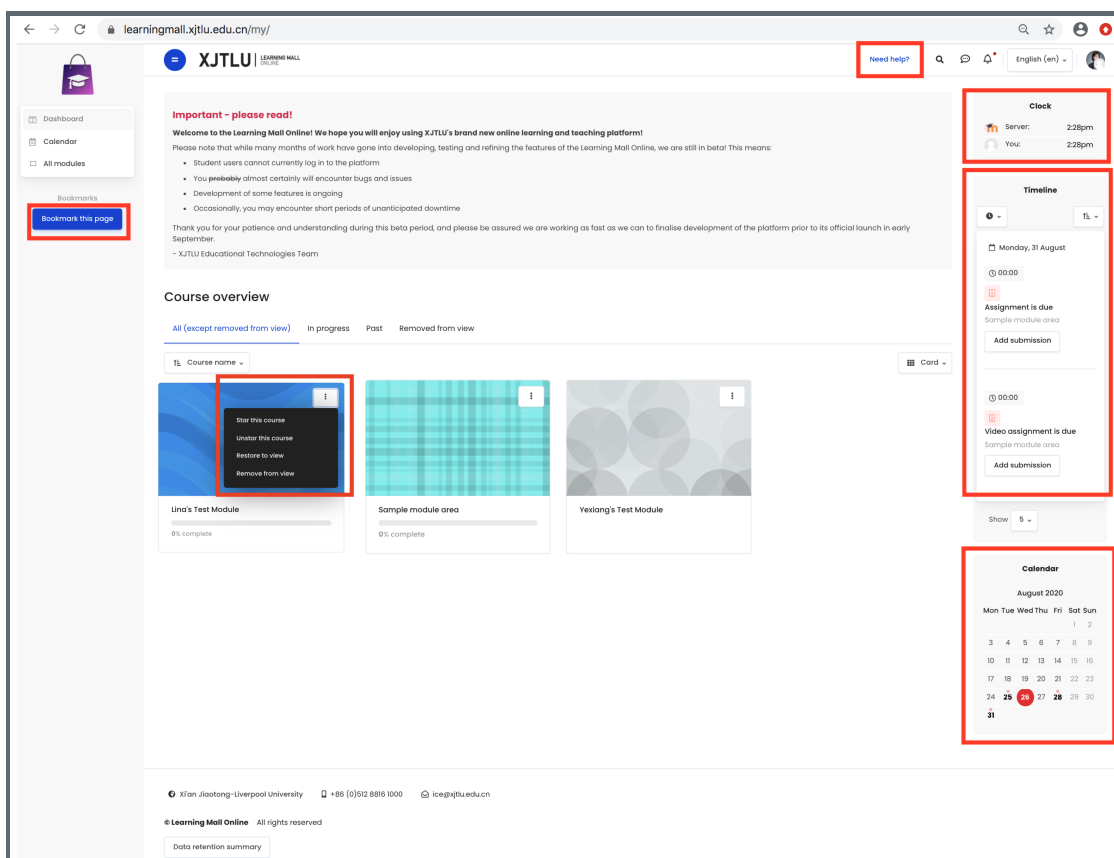 learningmall.xjtlu.edu.cn/my/
XJTLU LEARNING MALL ONLINE
Need help?
English (en)
Dashboard
Calendar
All modules
Bookmarks
Bookmark this page
Important - please read!
Welcome to the Learning Mall Online! We hope you will enjoy using XJTLU's brand new online learning and teaching platform!
Please note that while many months of work have gone into developing, testing and refining the features of the Learning Mall Online, we are still in beta! This means:
• Student users cannot currently log in to the platform
• You probably almost certainly will encounter bugs and issues
• Development of some features is ongoing
• Occasionally, you may encounter short periods of unanticipated downtime
Thank you for your patience and understanding during this beta period, and please be assured we are working as fast as we can to finalise development of the platform prior to its official launch in early
September.
- XJTLU Educational Technologies Team
Course overview
All (except removed from view) In progress Past Removed from view
Course name
Card
Star this course
Unstar this course
Restore to view
Remove from view
Lina's Test Module
0% complete
Sample module area
0% complete
Yexiang's Test Module
Clock
Server: 2:28pm
You: 2:28pm
Timeline
Monday, 31 August
00:00
Assignment is due
Sample module area
Add submission
00:00
Video assignment is due
Sample module area
Add submission
Show 5
Calendar
August 2020
Mon Tue Wed Thu Fri Sat Sun
1 2
3 4 5 6 7 8 9
10 11 12 13 14 15 16
17 18 19 20 21 22 23
24 25 26 27 28 29 30
31
Xi'an Jiaotong-Liverpool University +86 (0)512 8816 1000 ice@xjtlu.edu.cn
© Learning Mall Online All rights reserved
Data retention summary